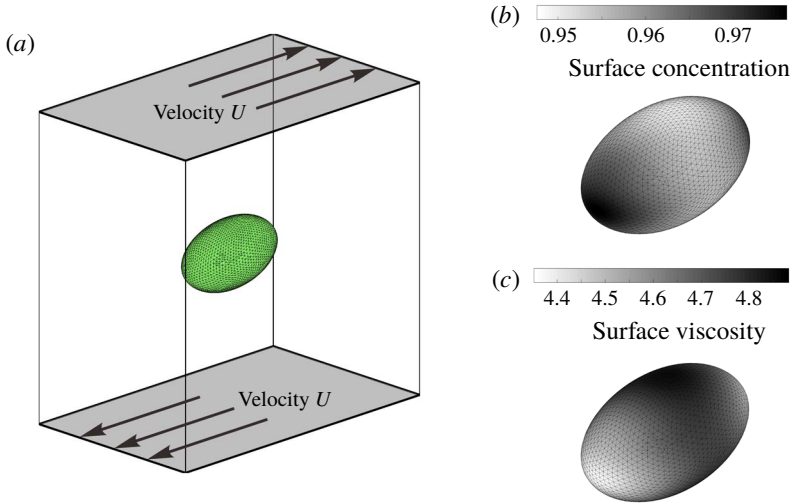 (a)
Velocity U
Velocity U
(b)
0.95 0.96 0.97
Surface concentration
(c)
4.4 4.5 4.6 4.7 4.8
Surface viscosity